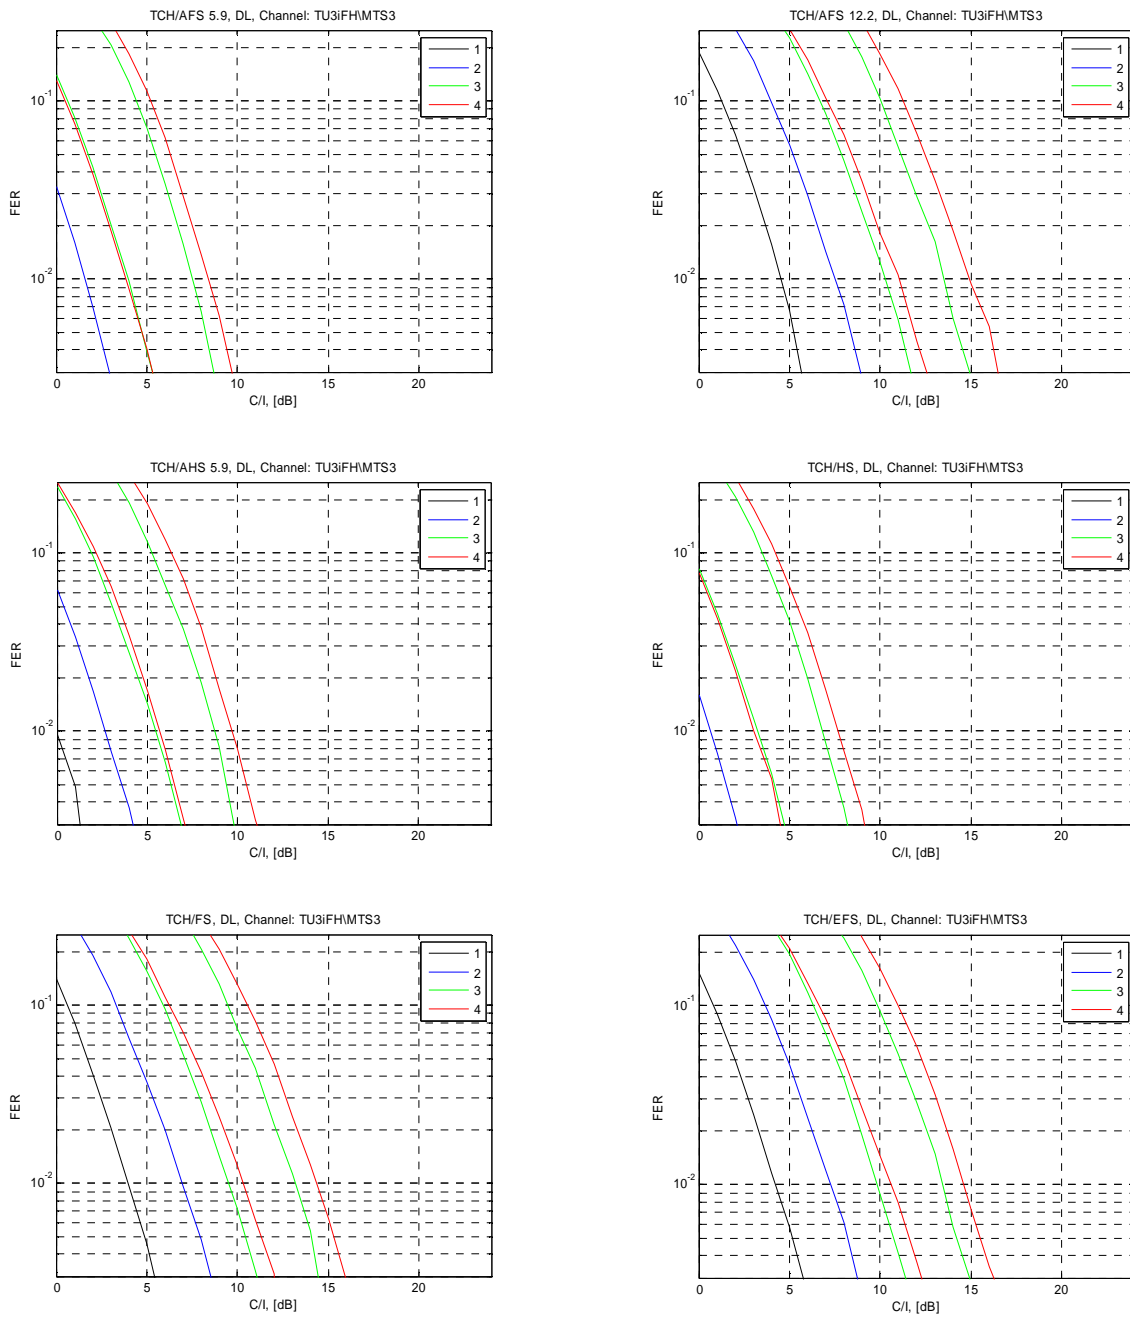 TCH/AFS 5.9, DL, Channel: TU3iFH\MTS3
1
2
3
4
10^-1
10^-2
FER
0 5 10 15 20
C/I, [dB]
TCH/AFS 12.2, DL, Channel: TU3iFH\MTS3
1
2
3
4
10^-1
10^-2
FER
0 5 10 15 20
C/I, [dB]
TCH/AHS 5.9, DL, Channel: TU3iFH\MTS3
1
2
3
4
10^-1
10^-2
FER
0 5 10 15 20
C/I, [dB]
TCH/HS, DL, Channel: TU3iFH\MTS3
1
2
3
4
10^-1
10^-2
FER
0 5 10 15 20
C/I, [dB]
TCH/FS, DL, Channel: TU3iFH\MTS3
1
2
3
4
10^-1
10^-2
FER
0 5 10 15 20
C/I, [dB]
TCH/EFS, DL, Channel: TU3iFH\MTS3
1
2
3
4
10^-1
10^-2
FER
0 5 10 15 20
C/I, [dB]